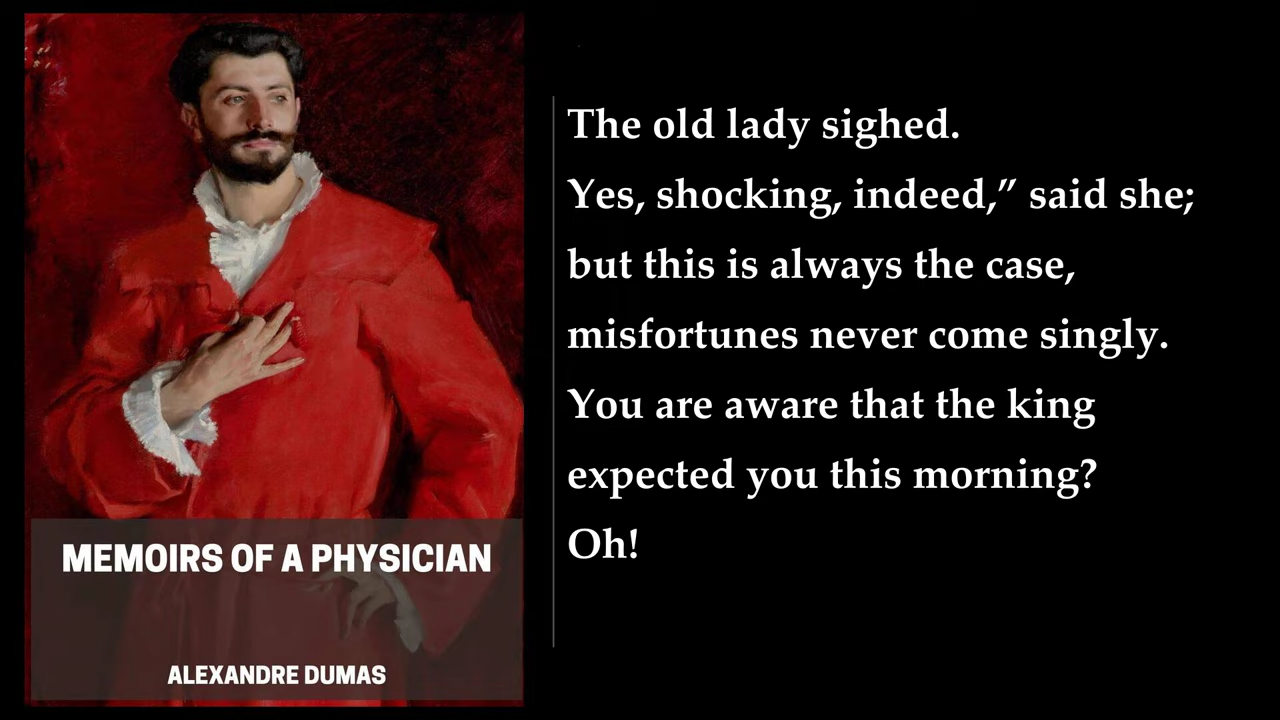 MEMOIRS OF A PHYSICIAN
ALEXANDRE DUMAS
The old lady sighed.
Yes, shocking, indeed,” said she;
but this is always the case,
misfortunes never come singly.
You are aware that the king
expected you this morning?
Oh!